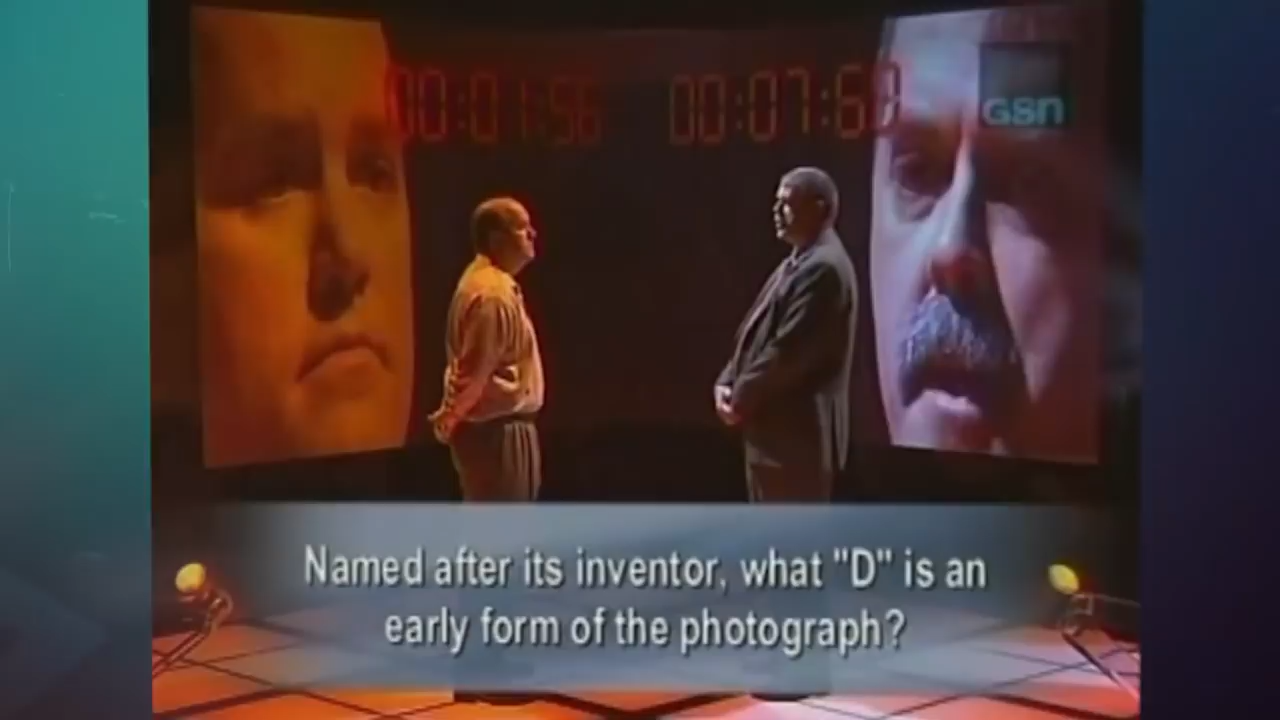 00:01:56 00:07:60
GSN
Named after its inventor, what "D" is an
early form of the photograph?